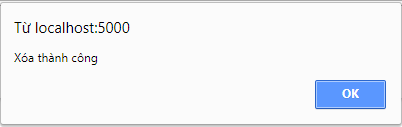 Từ localhost:5000
Xóa thành công
OK